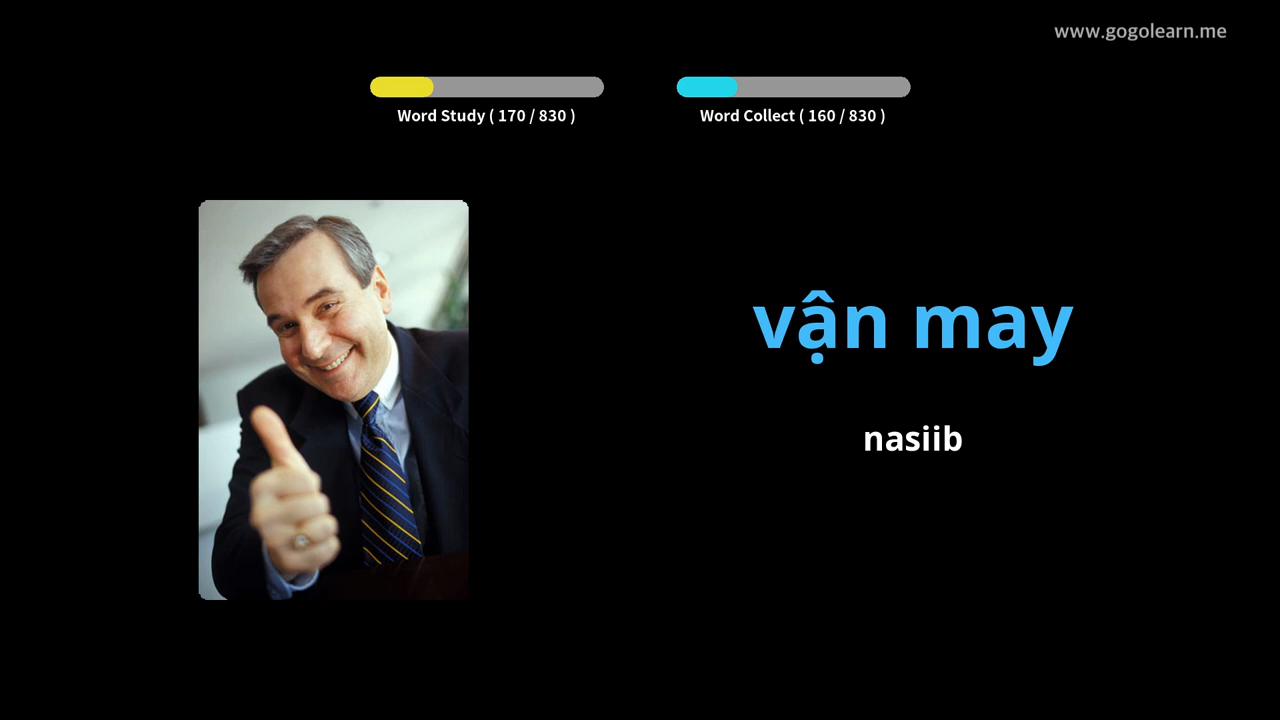 www.gogolearn.me
Word Study ( 170 / 830 )
Word Collect ( 160 / 830 )
vận may
nasiib